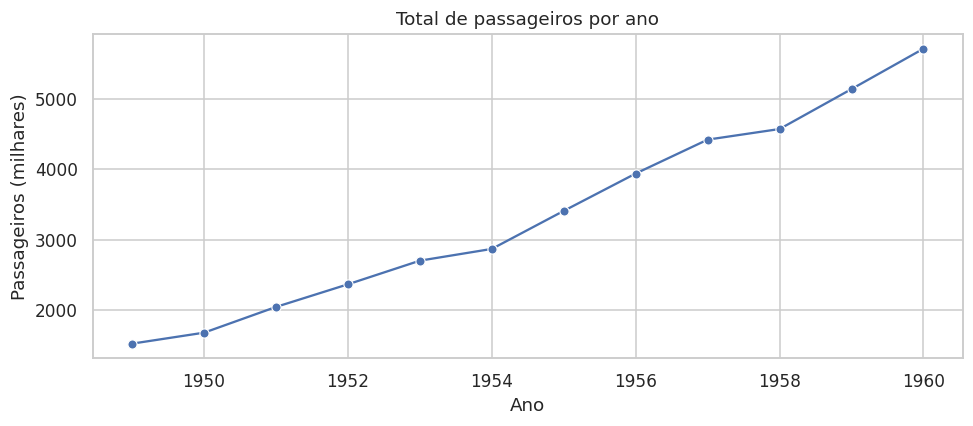 Total de passageiros por ano
Passageiros (milhares)
5000
4000
3000
2000
1950 1952 1954 1956 1958 1960
Ano